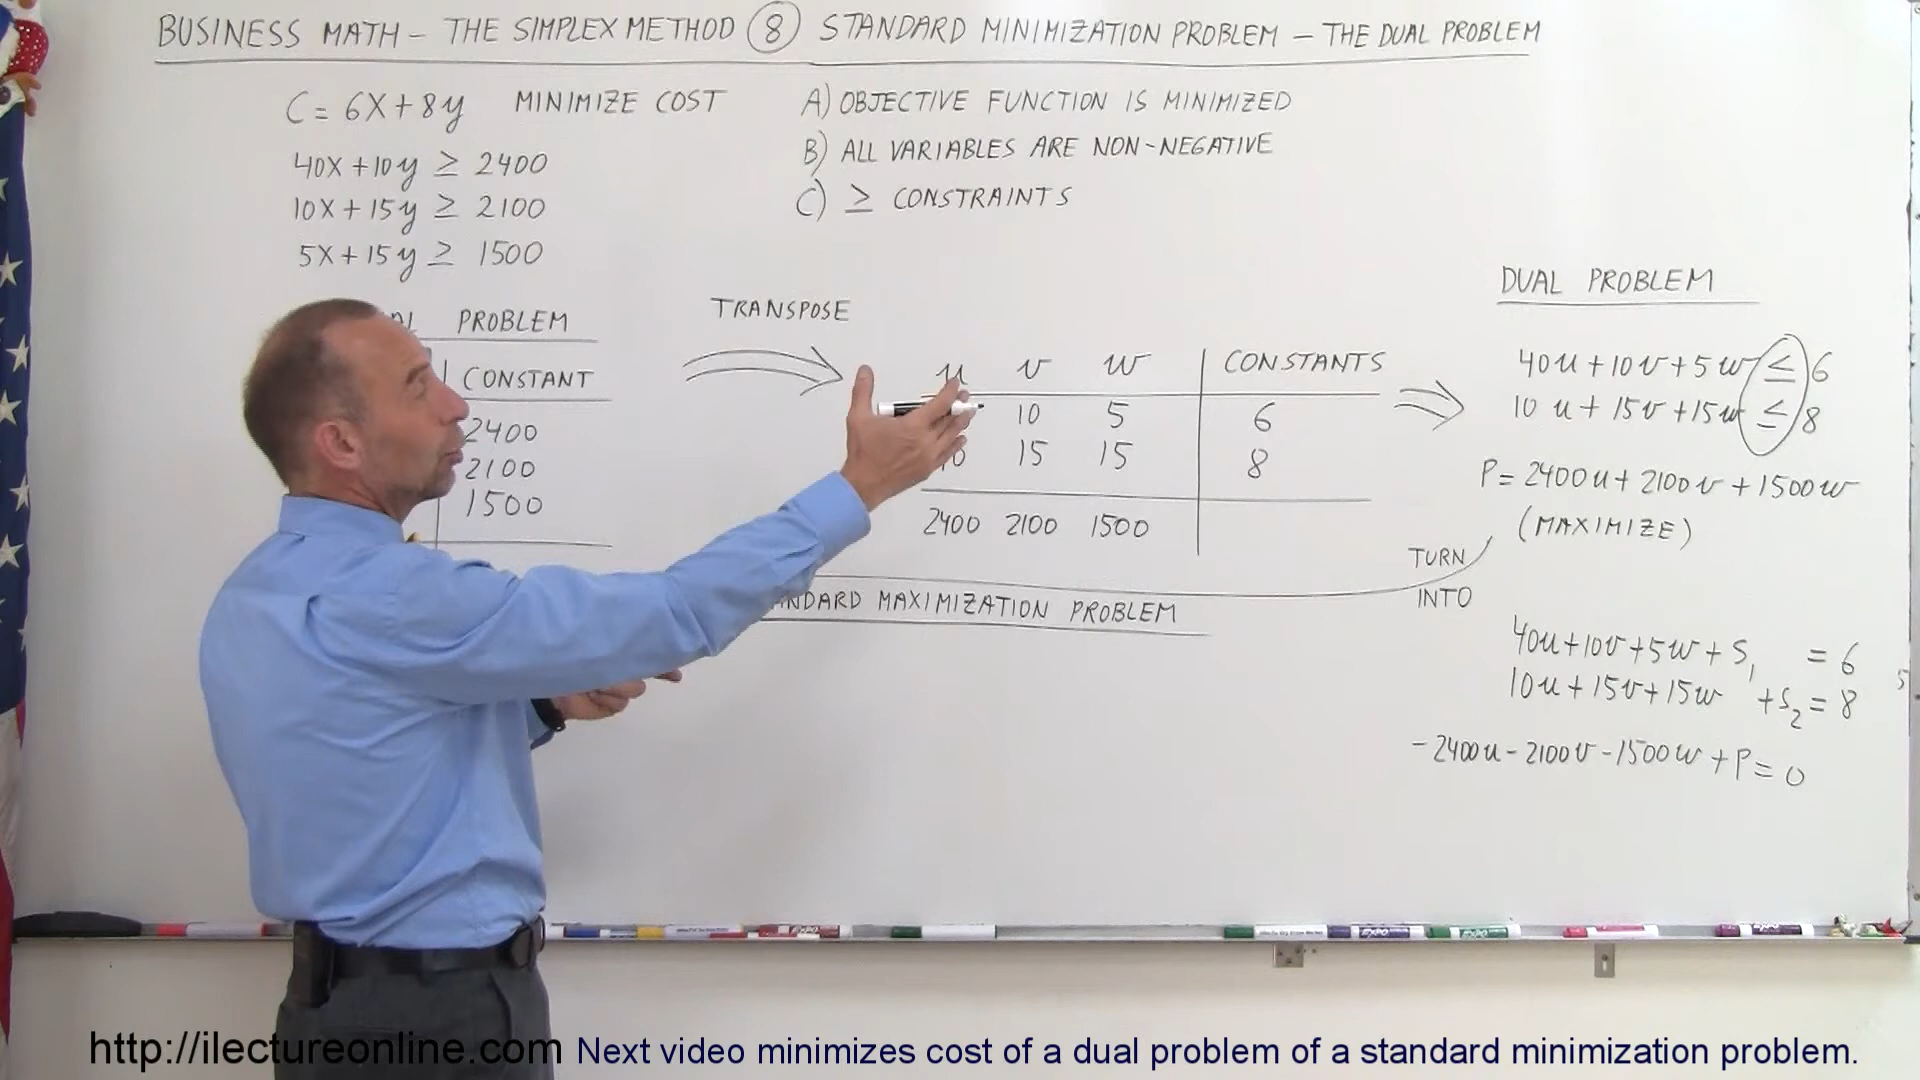 BUSINESS MATH – THE SIMPLEX METHOD 8 STANDARD MINIMIZATION PROBLEM – THE DUAL PROBLEM
C = 6X + 8y MINIMIZE COST
40X + 10y ≥ 2400
10X + 15y ≥ 2100
5X + 15y ≥ 1500
A) OBJECTIVE FUNCTION IS MINIMIZED
B) ALL VARIABLES ARE NON-NEGATIVE
C) ≥ CONSTRAINTS
PROBLEM
CONSTANT
2400
2100
1500
TRANSPOSE
u v w CONSTANTS
10 5 6
10 15 15 8
2400 2100 1500
MAXIMIZATION PROBLEM
DUAL PROBLEM
40u + 10v + 5w ≤ 6
10u + 15v + 15w ≤ 8
P = 2400u + 2100v + 1500w
(MAXIMIZE)
TURN
INTO
40u + 10v + 5w + S₁ = 6
10u + 15v + 15w + S₂ = 8
-2400u - 2100v - 1500w + P = 0
http://ilectureonline.com Next video minimizes cost of a dual problem of a standard minimization problem.